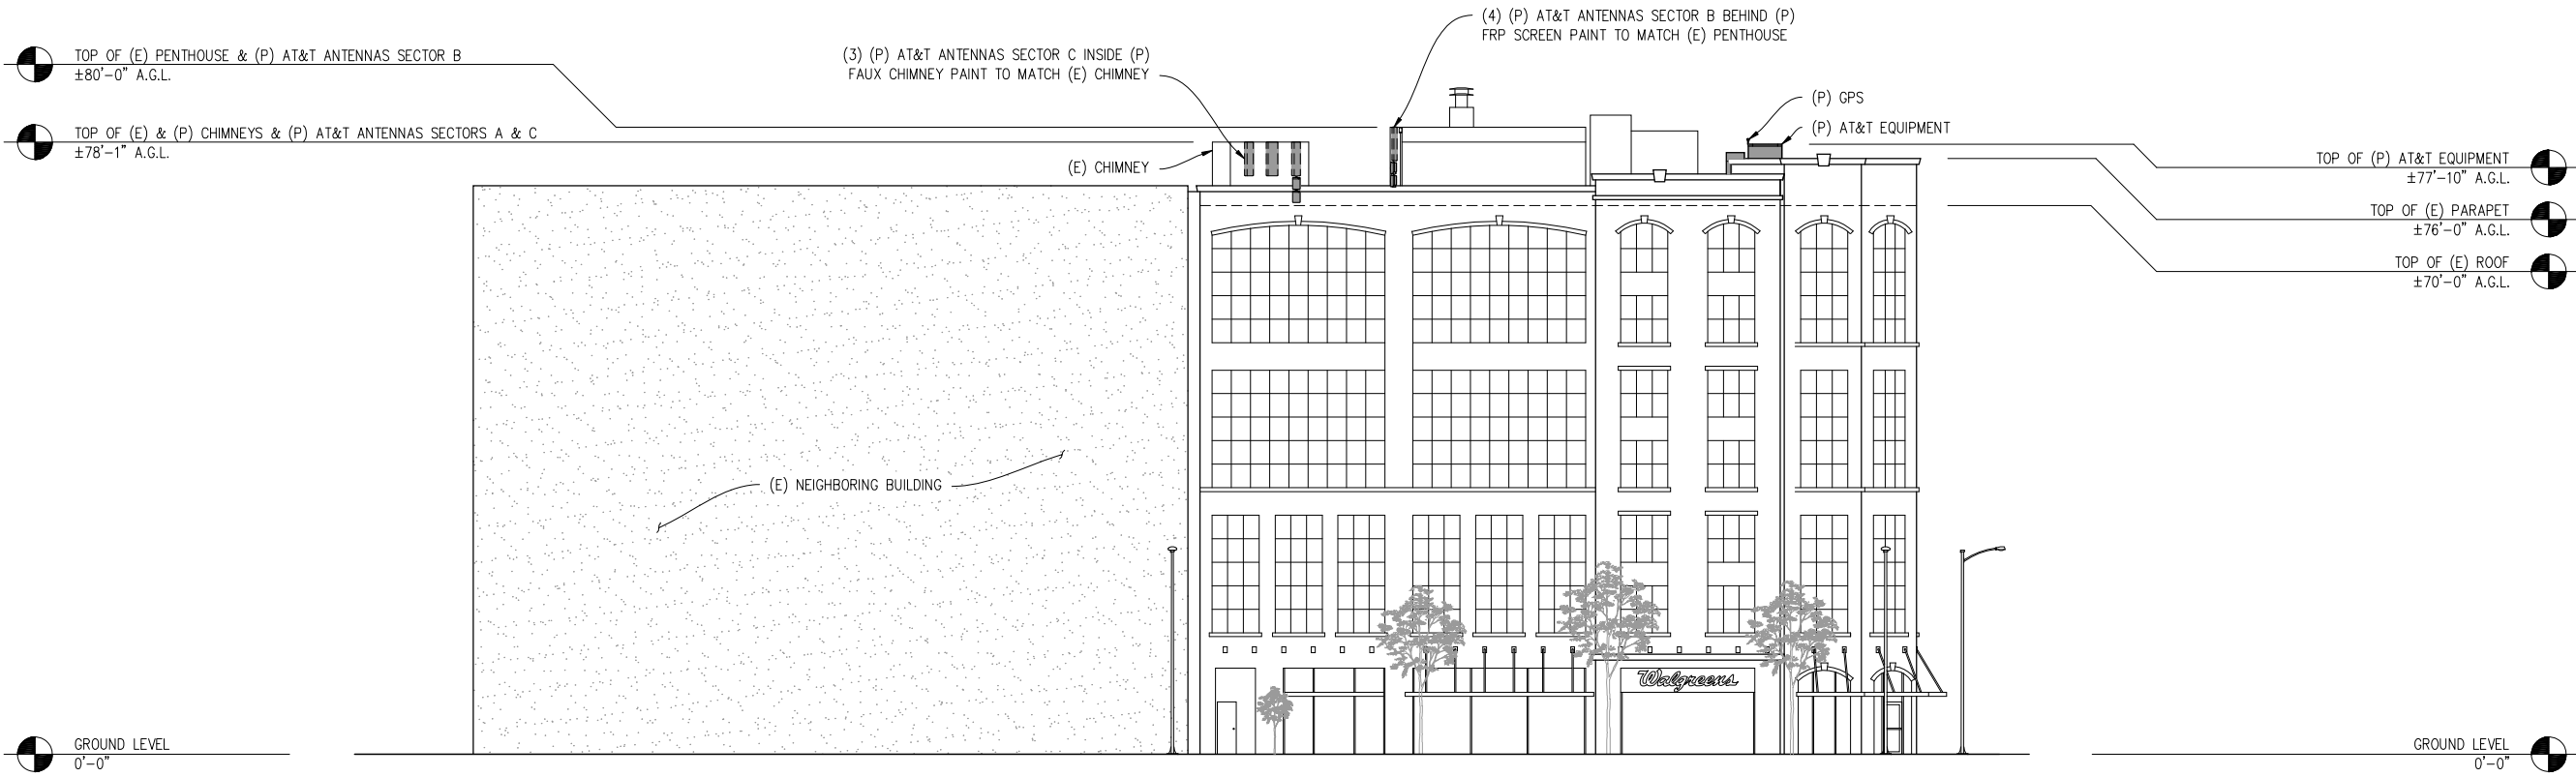 (4) (P) AT&T ANTENNAS SECTOR B BEHIND (P)
FRP SCREEN PAINT TO MATCH (E) PENTHOUSE
TOP OF (E) PENTHOUSE & (P) AT&T ANTENNAS SECTOR B
±80'-0" A.G.L.
(3) (P) AT&T ANTENNAS SECTOR C INSIDE (P)
FAUX CHIMNEY PAINT TO MATCH (E) CHIMNEY
(P) GPS
(P) AT&T EQUIPMENT
TOP OF (E) & (P) CHIMNEYS & (P) AT&T ANTENNAS SECTORS A & C
±78'-1" A.G.L.
(E) CHIMNEY
TOP OF (P) AT&T EQUIPMENT
±77'-10" A.G.L.
TOP OF (E) PARAPET
±76'-0" A.G.L.
TOP OF (E) ROOF
±70'-0" A.G.L.
(E) NEIGHBORING BUILDING
Walgreens
GROUND LEVEL
0'-0"
GROUND LEVEL
0'-0"